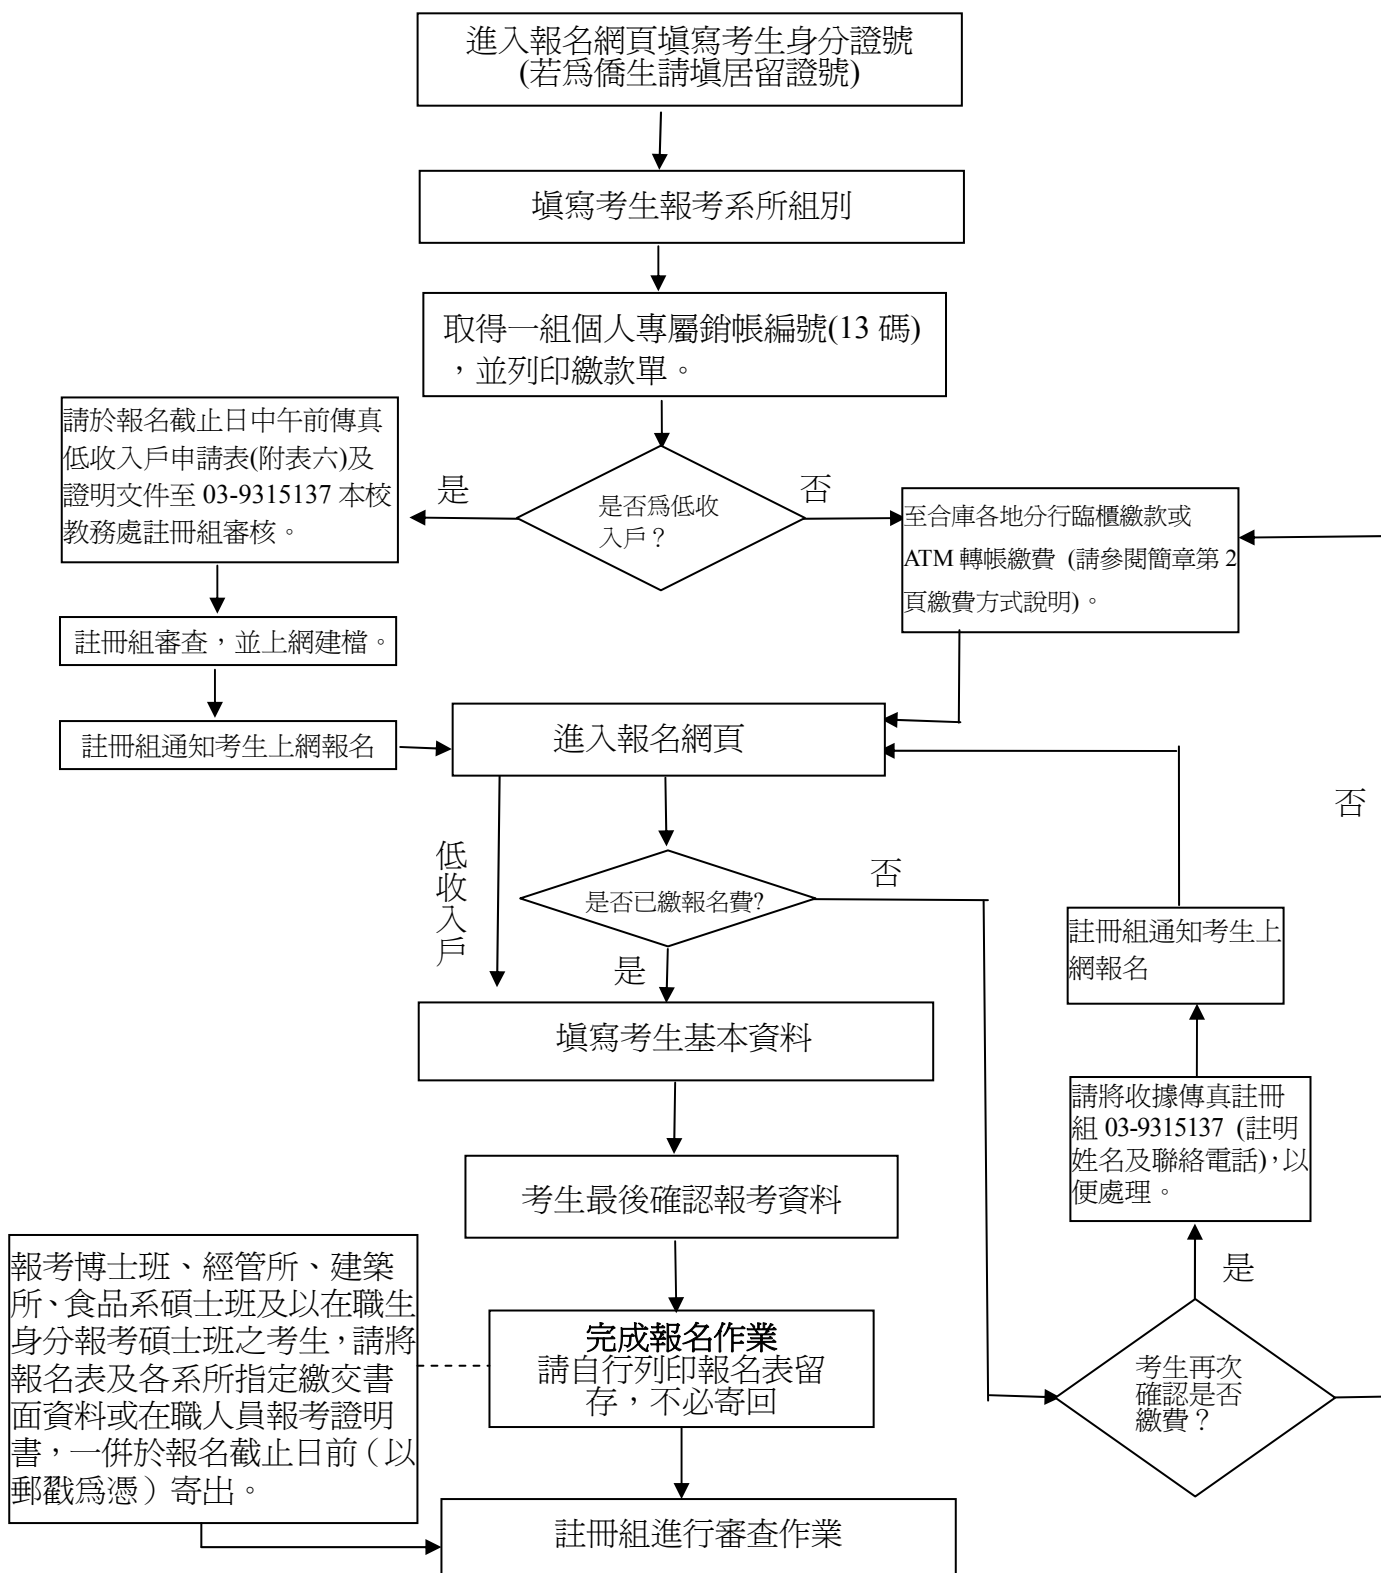 進入報名網頁填寫考生身分證號
(若為僑生請填居留證號)
填寫考生報考系所組別
取得一組個人專屬銷帳編號(13 碼)
，並列印繳款單。
請於報名截止日中午前傳真
低收入戶申請表(附表六)及
證明文件至 03-9315137 本校
教務處註冊組審核。
是
是否為低收
入戶？
否
至合庫各地分行臨櫃繳款或
ATM 轉帳繳費 (請參閱簡章第 2
頁繳費方式說明)。
註冊組審查，並上網建檔。
註冊組通知考生上網報名
進入報名網頁
否
低收入戶
是否已繳報名費?
否
是
註冊組通知考生上
網報名
填寫考生基本資料
請將收據傳真註冊
組 03-9315137 (註明
姓名及聯絡電話)，以
便處理。
考生最後確認報考資料
是
報考博士班、經管所、建築
所、食品系碩士班及以在職生
身分報考碩士班之考生，請將
報名表及各系所指定繳交書
面資料或在職人員報考證明
書，一併於報名截止日前（以
郵戳為憑）寄出。
完成報名作業
請自行列印報名表留
存，不必寄回
考生再次
確認是否
繳費？
註冊組進行審查作業